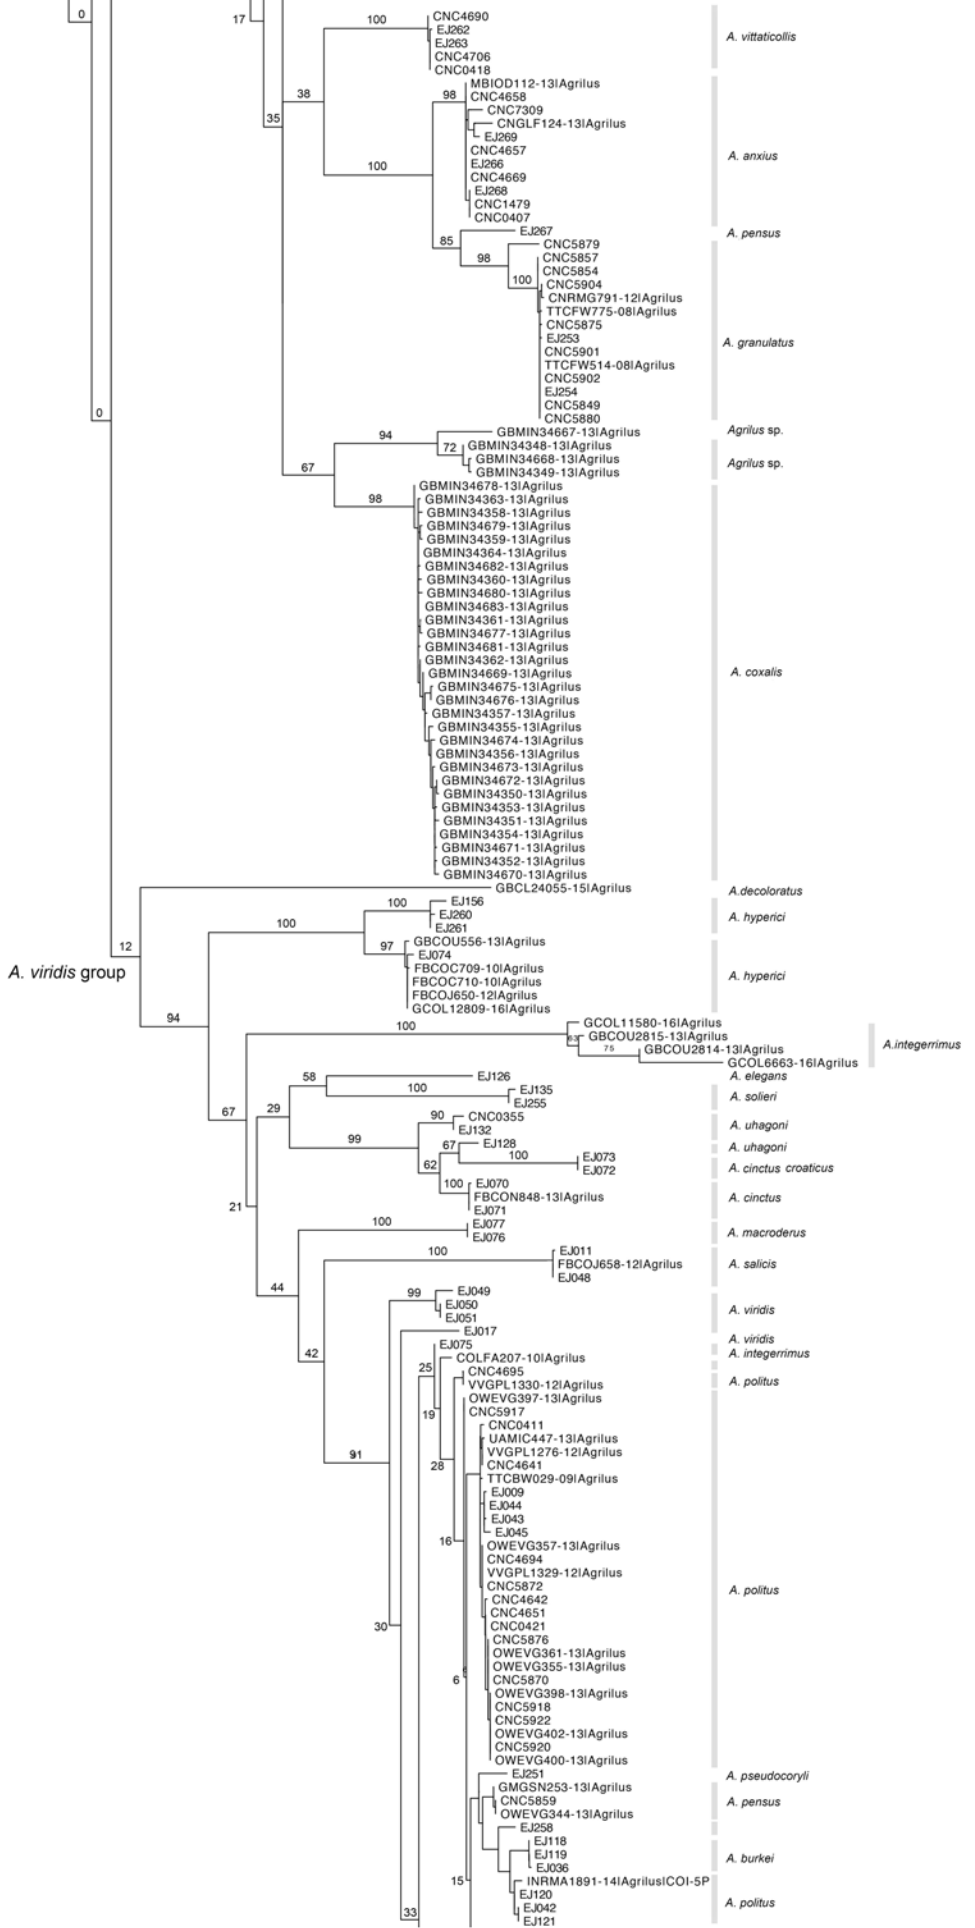 0
17
100
CNC4690
EJ262
EJ263
CNC4706
CNC0418
A. vittaticollis
38
35
98
MBIOD112-13|Agrilus
CNC4658
CNC7309
CNGLF124-13|Agrilus
EJ269
CNC4657
EJ266
CNC4669
EJ268
CNC1479
CNC0407
A. anxius
100
85
EJ267
A. pensus
98
100
CNC5879
CNC5857
CNC5854
CNC5904
CNRMG791-12|Agrilus
TTCFW775-08|Agrilus
CNC5875
EJ253
CNC5901
TTCFW514-08|Agrilus
CNC5902
EJ254
CNC5849
CNC5880
A. granulatus
0
67
94
GBMIN34667-13|Agrilus
Agrilus sp.
72
GBMIN34348-13|Agrilus
GBMIN34668-13|Agrilus
GBMIN34349-13|Agrilus
Agrilus sp.
98
GBMIN34678-13|Agrilus
GBMIN34363-13|Agrilus
GBMIN34358-13|Agrilus
GBMIN34679-13|Agrilus
GBMIN34359-13|Agrilus
GBMIN34364-13|Agrilus
GBMIN34682-13|Agrilus
GBMIN34360-13|Agrilus
GBMIN34680-13|Agrilus
GBMIN34683-13|Agrilus
GBMIN34361-13|Agrilus
GBMIN34677-13|Agrilus
GBMIN34681-13|Agrilus
GBMIN34362-13|Agrilus
GBMIN34669-13|Agrilus
GBMIN34675-13|Agrilus
GBMIN34676-13|Agrilus
GBMIN34357-13|Agrilus
GBMIN34355-13|Agrilus
GBMIN34674-13|Agrilus
GBMIN34356-13|Agrilus
GBMIN34673-13|Agrilus
GBMIN34672-13|Agrilus
GBMIN34350-13|Agrilus
GBMIN34353-13|Agrilus
GBMIN34351-13|Agrilus
GBMIN34354-13|Agrilus
GBMIN34671-13|Agrilus
GBMIN34352-13|Agrilus
GBMIN34670-13|Agrilus
A. coxalis
12
A. viridis group
GBCL24055-15|Agrilus
A.decoloratus
94
100
100
EJ156
EJ260
EJ261
A. hyperici
97
GBCOU556-13|Agrilus
EJ074
FBCOC709-10|Agrilus
FBCOC710-10|Agrilus
FBCOJ650-12|Agrilus
GCOL12809-16|Agrilus
A. hyperici
67
100
63
75
GCOL11580-16|Agrilus
GBCOU2815-13|Agrilus
GBCOU2814-13|Agrilus
GCOL6663-16|Agrilus
A.integerrimus
21
29
58
EJ126
A. elegans
100
EJ135
EJ255
A. solieri
99
90
CNC0355
EJ132
A. uhagoni
62
67
EJ128
A. uhagoni
100
EJ073
EJ072
A. cinctus croaticus
100
EJ070
FBCON848-13|Agrilus
EJ071
A. cinctus
44
100
EJ077
EJ076
A. macroderus
42
100
EJ011
FBCOJ658-12|Agrilus
EJ048
A. salicis
91
99
EJ049
EJ050
EJ051
A. viridis
30
EJ017
A. viridis
33
25
EJ075
A. integerrimus
19
COLFA207-10|Agrilus
28
CNC4695
VVGPL1330-12|Agrilus
A. politus
16
OWEVG397-13|Agrilus
CNC5917
CNC0411
UAMIC447-13|Agrilus
VVGPL1276-12|Agrilus
CNC4641
TTCBW029-09|Agrilus
EJ009
EJ044
EJ043
EJ045
OWEVG357-13|Agrilus
CNC4694
VVGPL1329-12|Agrilus
CNC5872
CNC4642
CNC4651
CNC0421
CNC5876
OWEVG361-13|Agrilus
OWEVG355-13|Agrilus
CNC5870
OWEVG398-13|Agrilus
CNC5918
CNC5922
OWEVG402-13|Agrilus
CNC5920
OWEVG400-13|Agrilus
A. politus
6
15
EJ251
A. pseudocoryli
GMGSN253-13|Agrilus
CNC5859
OWEVG344-13|Agrilus
A. pensus
EJ258
EJ118
EJ119
EJ036
A. burkei
INRMA1891-14|Agrilus|COI-5P
EJ120
EJ042
EJ121
A. politus